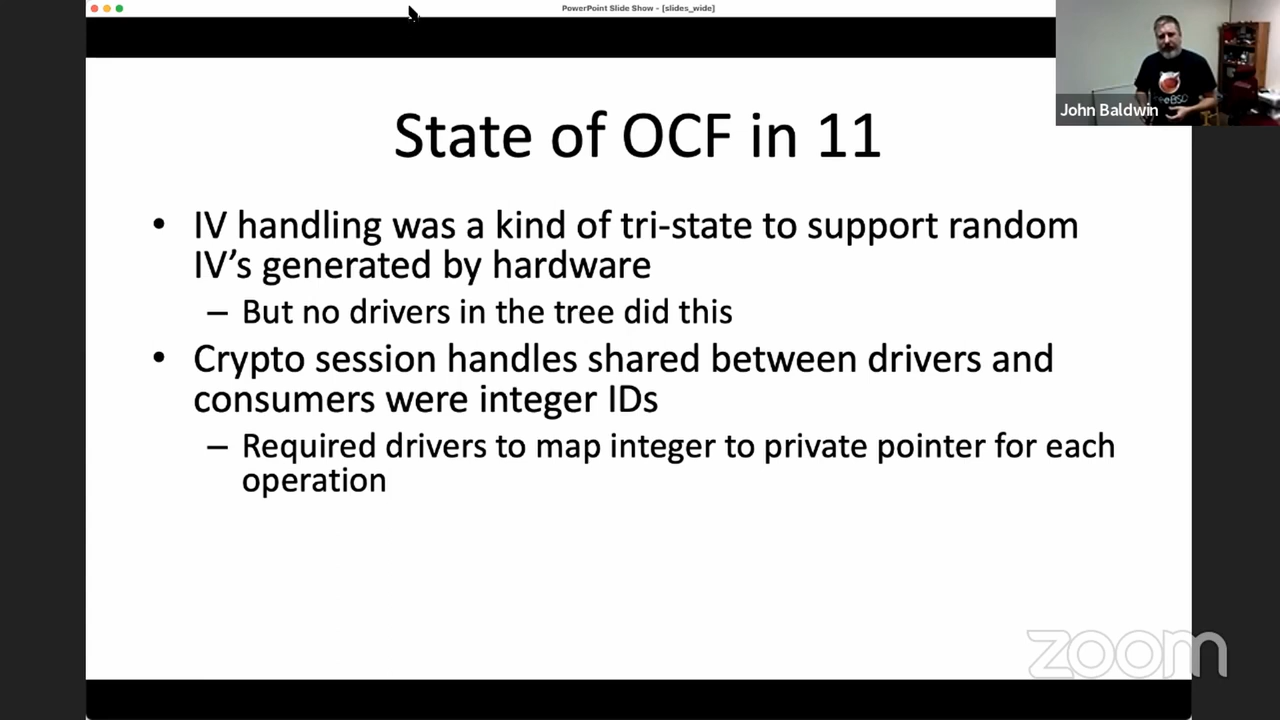 PowerPoint Slide Show - [slides_wide]
John Baldwin
State of OCF in 11
• IV handling was a kind of tri-state to support random
IV's generated by hardware
– But no drivers in the tree did this
• Crypto session handles shared between drivers and
consumers were integer IDs
– Required drivers to map integer to private pointer for each
operation
zoom